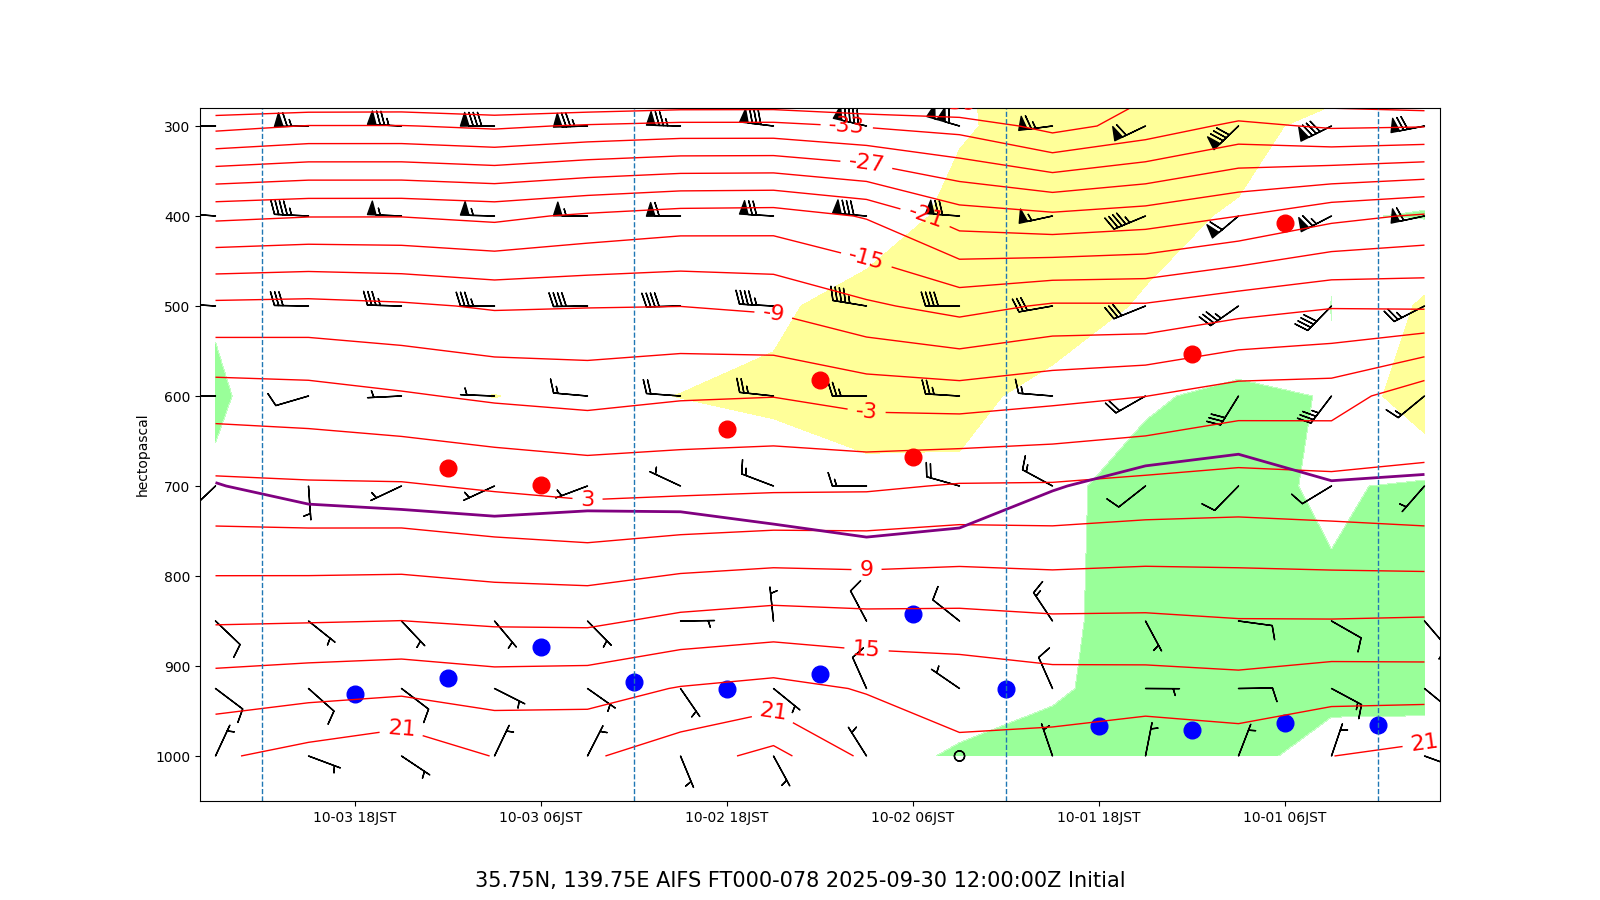 300
400
500
600
700
800
900
1000
hectopascal
-33
-27
-21
-15
-9
-3
3
9
15
21
21
21
10-03 18JST
10-03 06JST
10-02 18JST
10-02 06JST
10-01 18JST
10-01 06JST
35.75N, 139.75E AIFS FT000-078 2025-09-30 12:00:00Z Initial